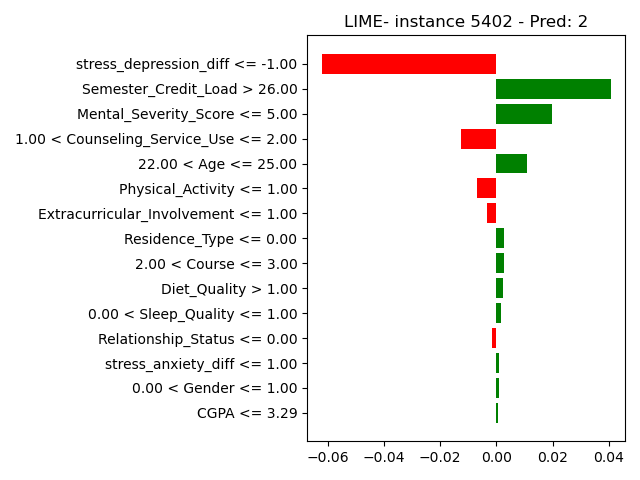 LIME- instance 5402 - Pred: 2
stress_depression_diff <= -1.00
Semester_Credit_Load > 26.00
Mental_Severity_Score <= 5.00
1.00 < Counseling_Service_Use <= 2.00
22.00 < Age <= 25.00
Physical_Activity <= 1.00
Extracurricular_Involvement <= 1.00
Residence_Type <= 0.00
2.00 < Course <= 3.00
Diet_Quality > 1.00
0.00 < Sleep_Quality <= 1.00
Relationship_Status <= 0.00
stress_anxiety_diff <= 1.00
0.00 < Gender <= 1.00
CGPA <= 3.29
−0.06 −0.04 −0.02 0.00 0.02 0.04